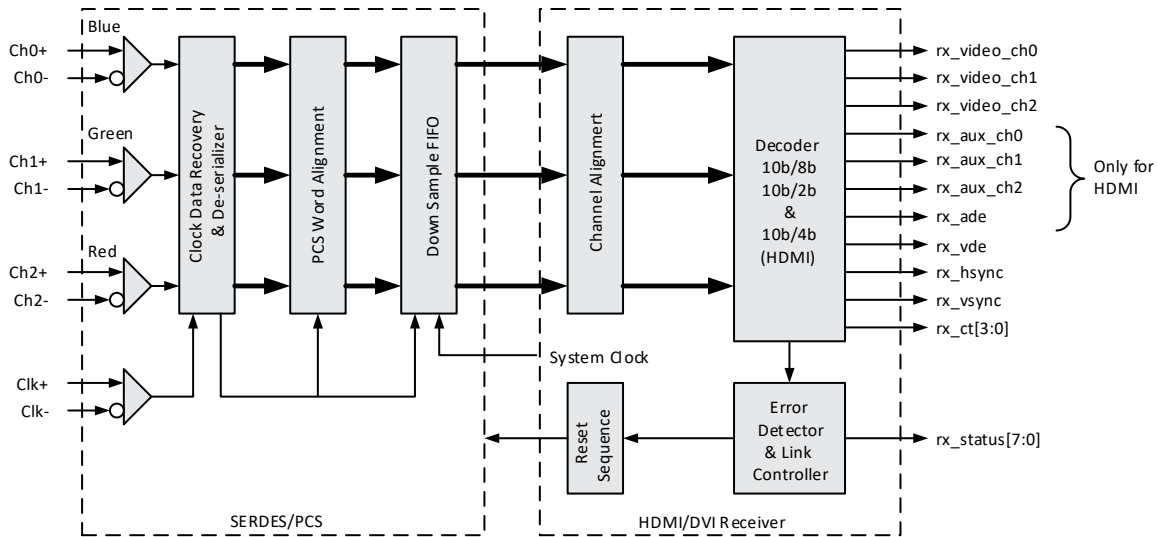 Blue
Ch0+
Ch0-
Green
Ch1+
Ch1-
Red
Ch2+
Ch2-
Clk+
Clk-
Clock Data Recovery
& De-serializer
PCS Word Alignment
Down Sample FIFO
System Clock
SERDES/PCS
Channel Alignment
Decoder
10b/8b
10b/2b
&
10b/4b
(HDMI)
Reset
Sequence
Error
Detector
& Link
Controller
HDMI/DVI Receiver
rx_video_ch0
rx_video_ch1
rx_video_ch2
rx_aux_ch0
rx_aux_ch1
rx_aux_ch2
rx_ade
rx_vde
rx_hsync
rx_vsync
rx_ct[3:0]
rx_status[7:0]
Only for
HDMI